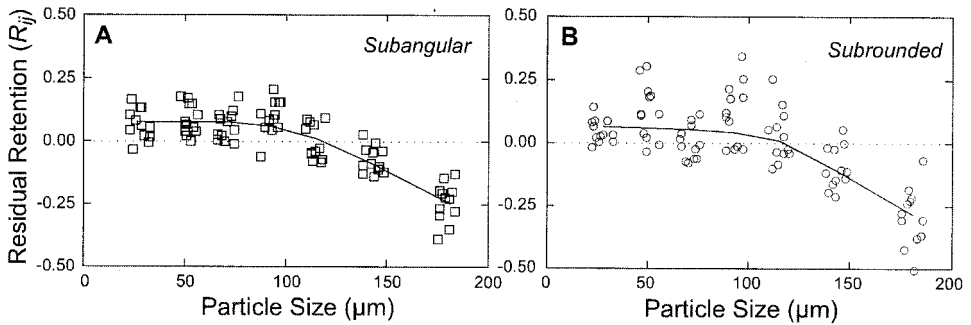 Residual Retention (Rij)
0.50
0.25
0.00
-0.25
-0.50
A
Subangular
0
50
100
150
200
Particle Size (µm)
0.50
0.25
0.00
-0.25
-0.50
B
Subrounded
0
50
100
150
200
Particle Size (µm)